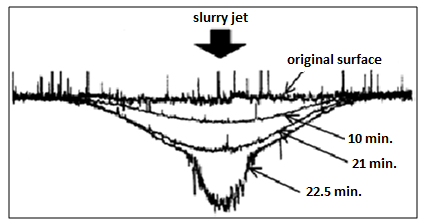 slurry jet
original surface
10 min.
21 min.
22.5 min.